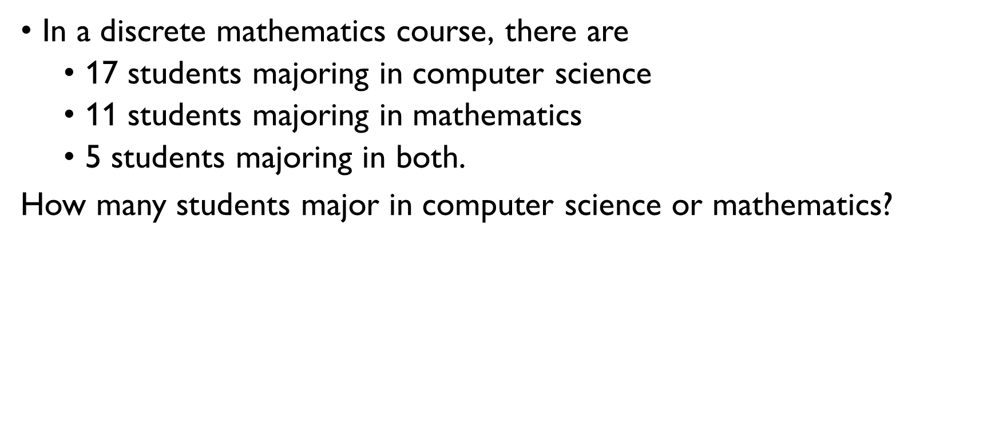 • In a discrete mathematics course, there are
• 17 students majoring in computer science
• 11 students majoring in mathematics
• 5 students majoring in both.
How many students major in computer science or mathematics?